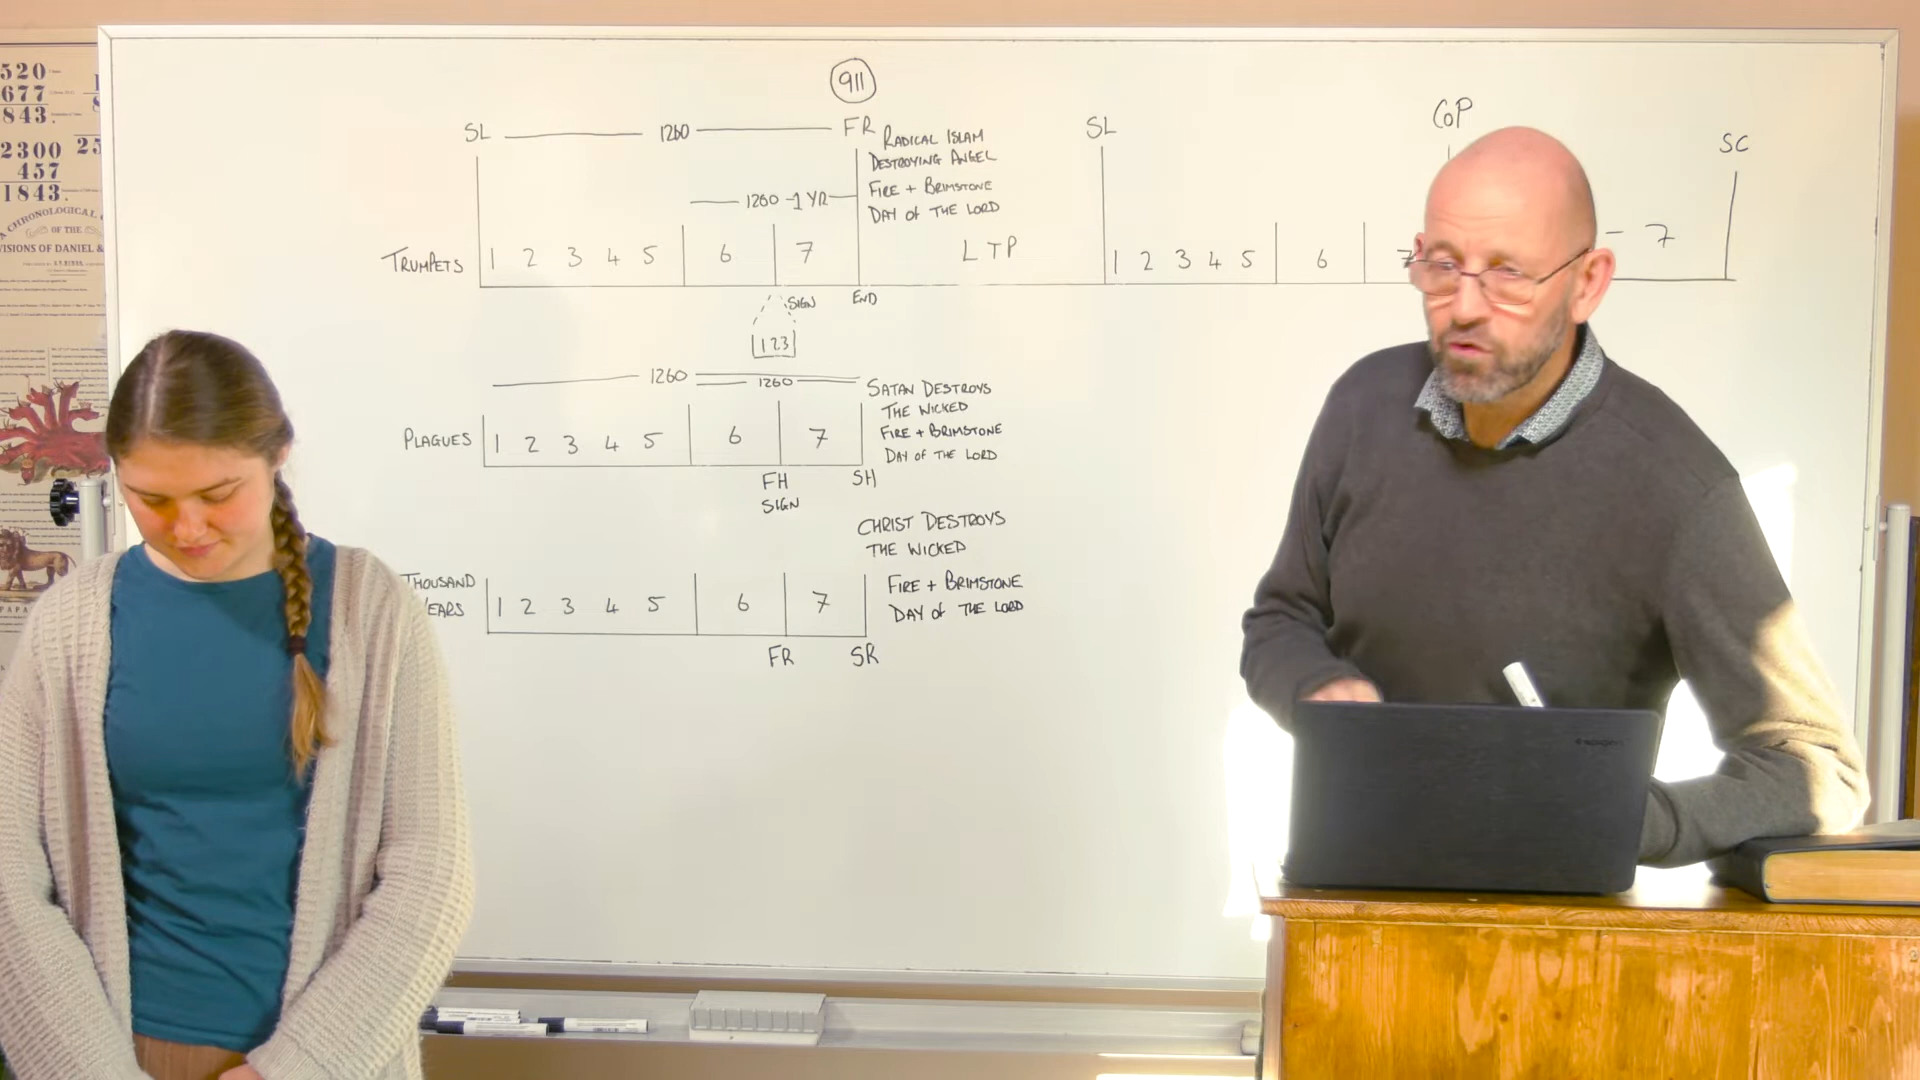 520
677
843.
2300
457
1843.
A CHRONOLOGICAL
OF THE
VISIONS OF DANIEL &
911
SL 1260 FR
RADICAL ISLAM
DESTROYING ANGEL
FIRE + BRIMSTONE
DAY OF THE LORD
1260 -1 YR
TRUMPETS 1 2 3 4 5 6 7
SIGN END
123
LTP
SL COP SC
1 2 3 4 5 6 7 - 7
1260 1260
SATAN DESTROYS
THE WICKED
FIRE + BRIMSTONE
DAY OF THE LORD
PLAGUES 1 2 3 4 5 6 7
FH SH
SIGN
CHRIST DESTROYS
THE WICKED
FIRE + BRIMSTONE
DAY OF THE LORD
THOUSAND
YEARS 1 2 3 4 5 6 7
FR SR